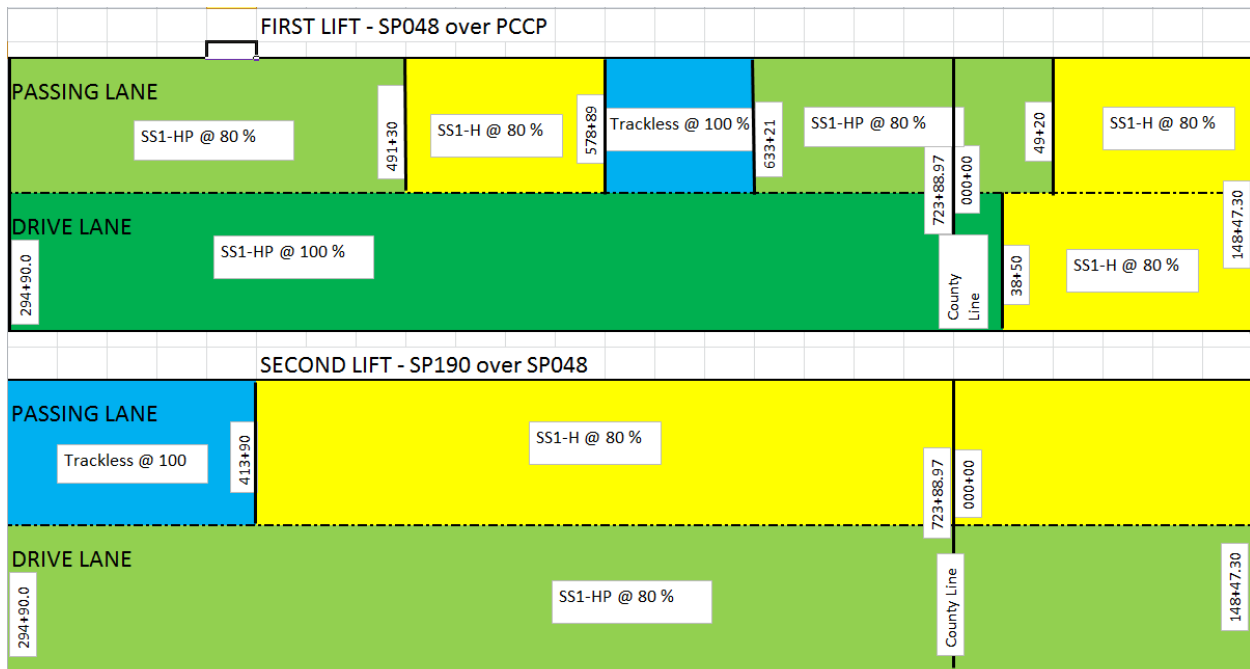 FIRST LIFT - SP048 over PCCP
PASSING LANE
SS1-HP @ 80 %
491+30
SS1-H @ 80 %
578+89
Trackless @ 100 %
633+21
SS1-HP @ 80 %
723+88.97
000+00
49+20
SS1-H @ 80 %
148+47.30
DRIVE LANE
294+90.0
SS1-HP @ 100 %
County
Line
38+50
SS1-H @ 80 %
SECOND LIFT - SP190 over SP048
PASSING LANE
Trackless @ 100
413+90
SS1-H @ 80 %
723+88.97
000+00
DRIVE LANE
294+90.0
SS1-HP @ 80 %
County Line
148+47.30